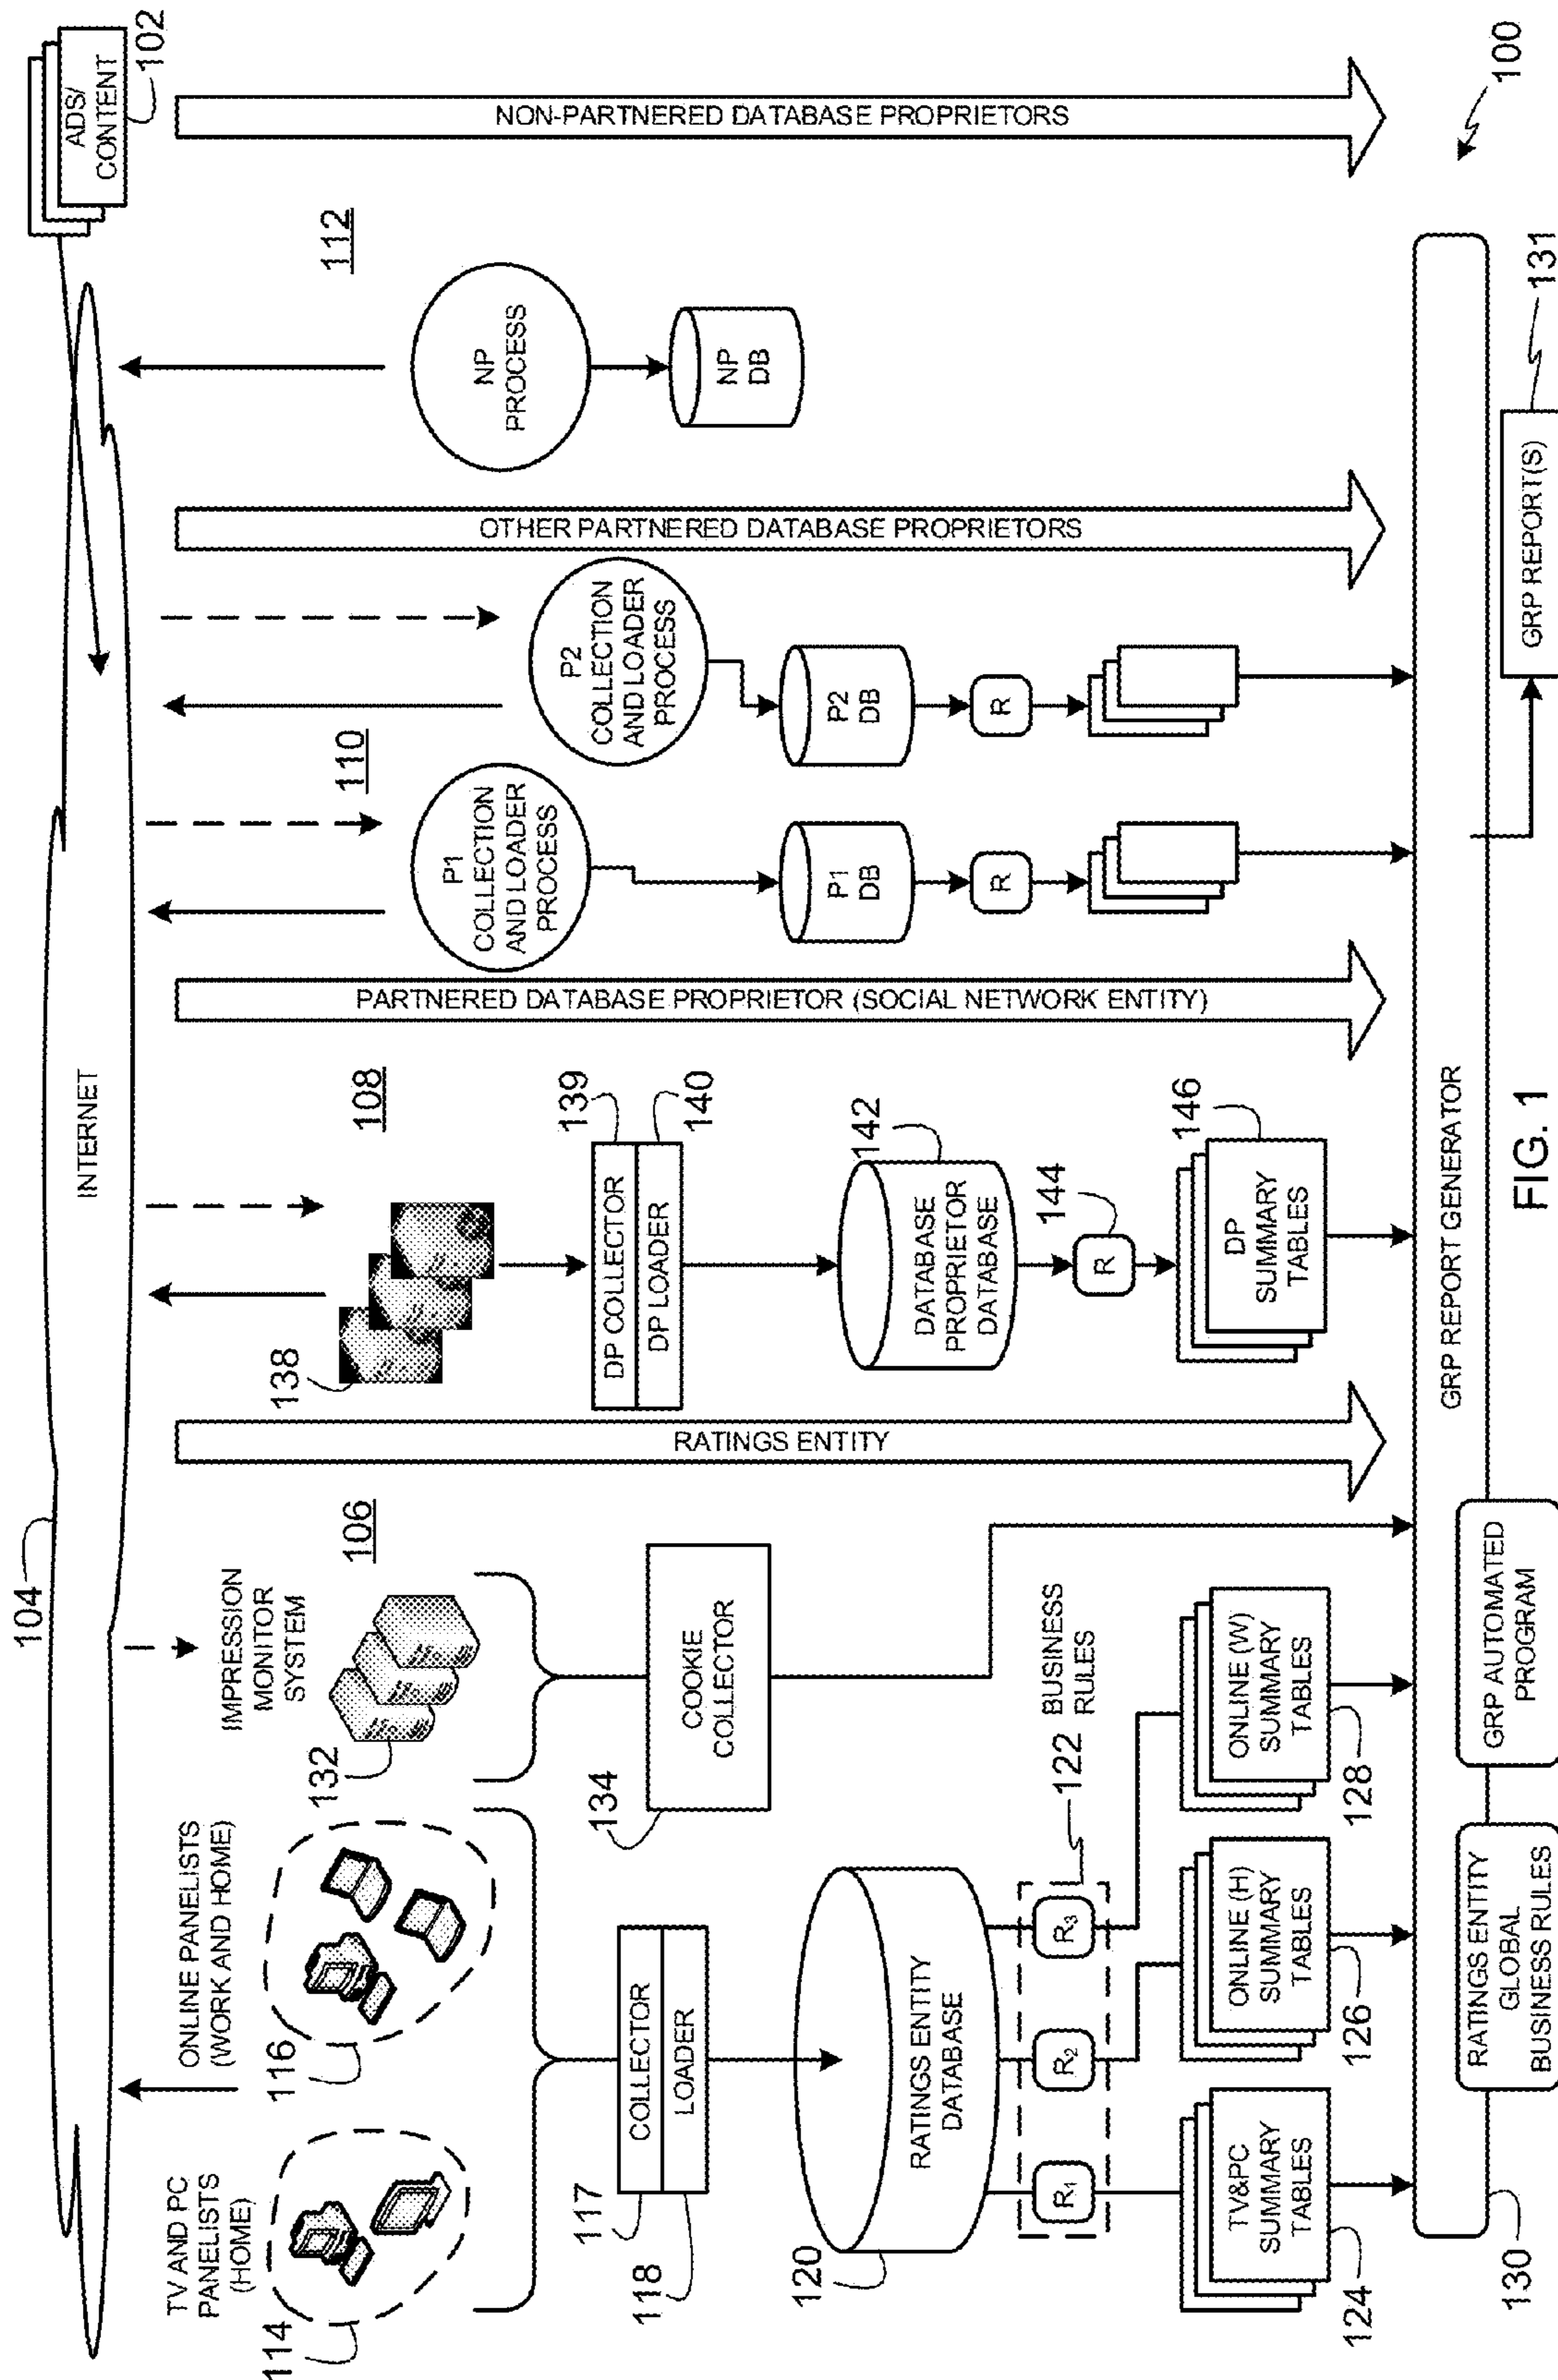 104
INTERNET
ADS/
CONTENT
102
TV AND PC
PANELISTS
(HOME)
114
ONLINE PANELISTS
(WORK AND HOME)
116
IMPRESSION
MONITOR
SYSTEM
132
106
117
COLLECTOR
LOADER
118
134
COOKIE
COLLECTOR
120
RATINGS ENTITY
DATABASE
BUSINESS
RULES
122
R1
R2
R3
TV&PC
SUMMARY
TABLES
124
ONLINE (H)
SUMMARY
TABLES
126
ONLINE (W)
SUMMARY
TABLES
128
RATINGS ENTITY
138
108
DP COLLECTOR
139
DP LOADER
140
DATABASE
PROPRIETOR
DATABASE
142
R
144
DP
SUMMARY
TABLES
146
PARTNERED DATABASE PROPRIETOR (SOCIAL NETWORK ENTITY)
110
P1
COLLECTION
AND LOADER
PROCESS
P1
DB
R
P2
COLLECTION
AND LOADER
PROCESS
P2
DB
R
OTHER PARTNERED DATABASE PROPRIETORS
112
NP
PROCESS
NP
DB
NON-PARTNERED DATABASE PROPRIETORS
GRP REPORT GENERATOR
130
RATINGS ENTITY
GLOBAL
BUSINESS RULES
GRP AUTOMATED
PROGRAM
GRP REPORT(S)
131
100
FIG. 1